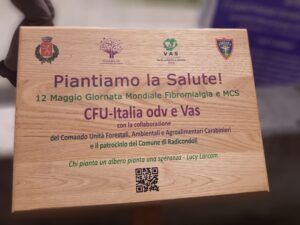 VAS
Piantiamo la Salute!
12 Maggio Giornata Mondiale Fibromialgia e MCS
CFU-Italia odv e Vas
con la collaborazione
del Comando Unità Forestali, Ambientali e Agroalimentari Carabinieri
e il patrocinio del Comune di Radicondoli
Chi pianta un albero pianta una speranza - Lucy Larcom